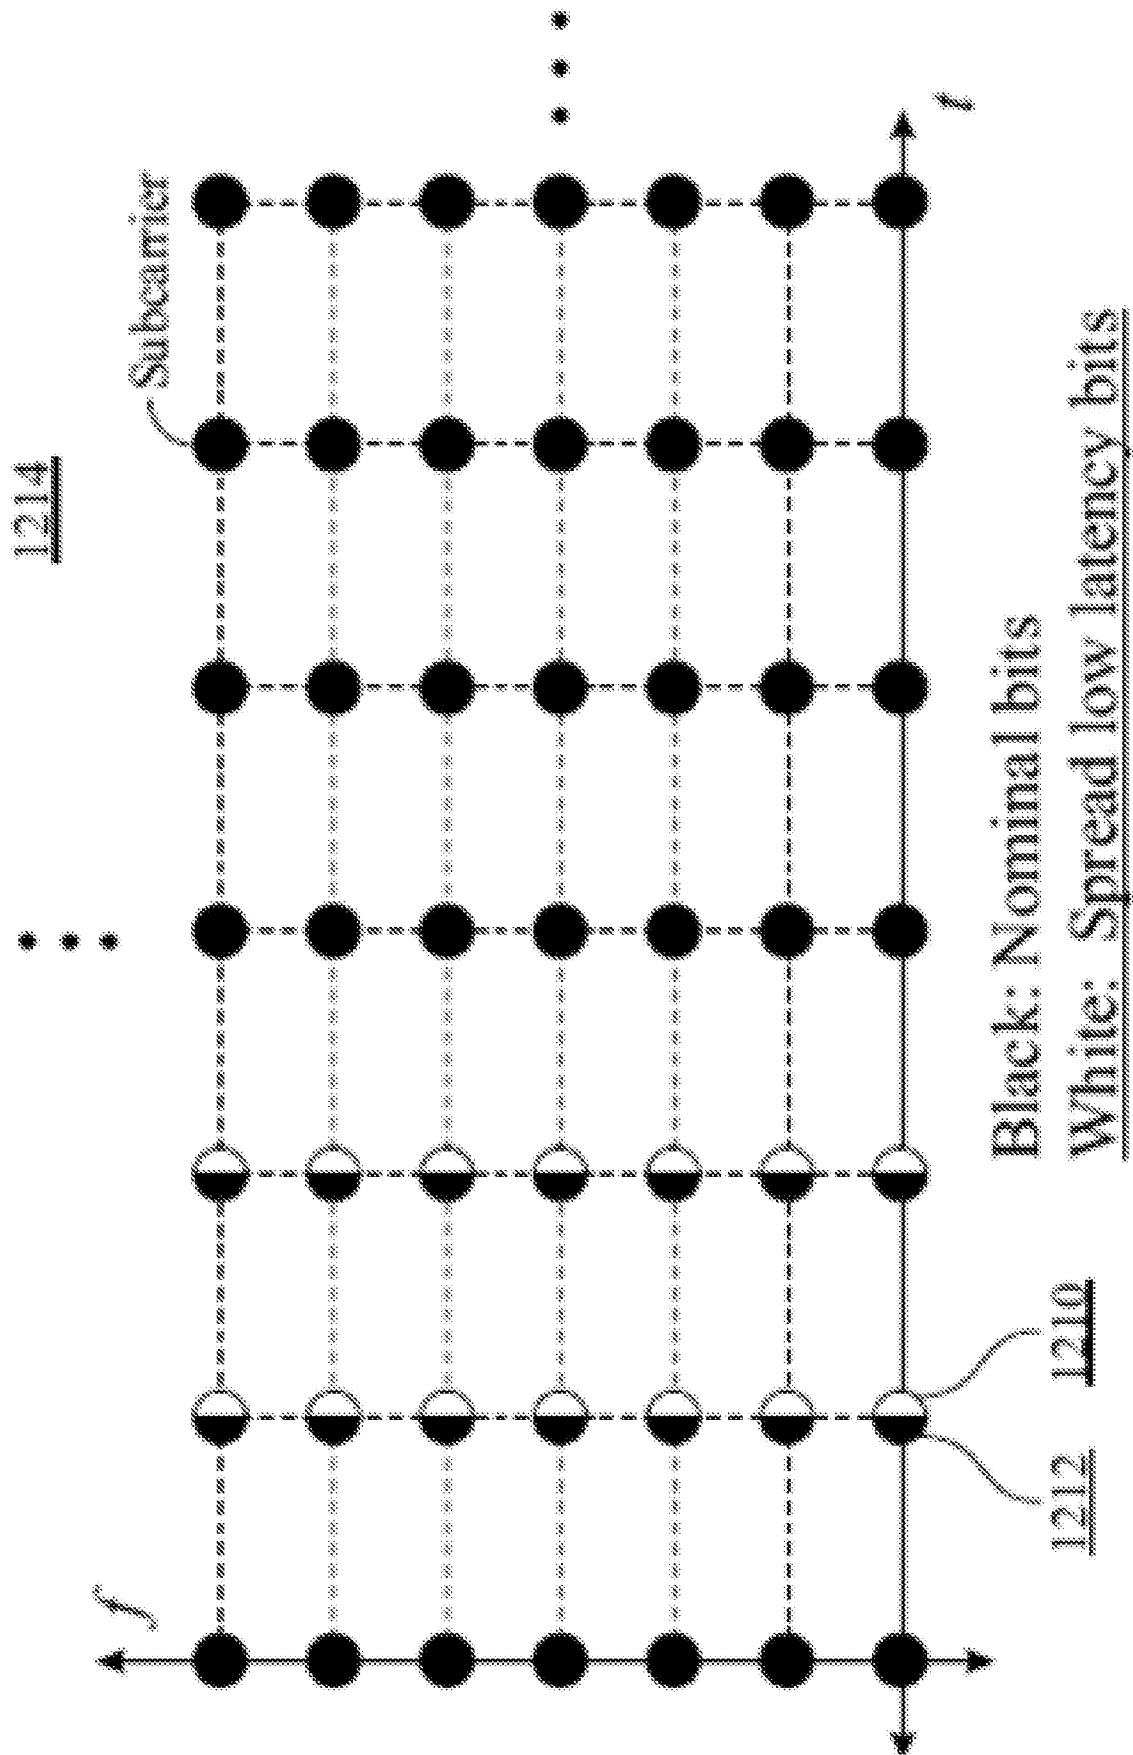 1214
f
Subcarrier
t
1212
1210
Black: Nominal bits
White: Spread low latency bits